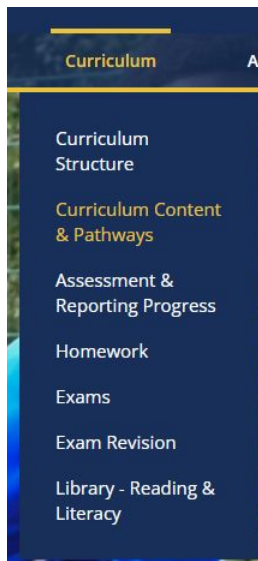 Curriculum
A
Curriculum
Structure
Curriculum Content
& Pathways
Assessment &
Reporting Progress
Homework
Exams
Exam Revision
Library - Reading &
Literacy